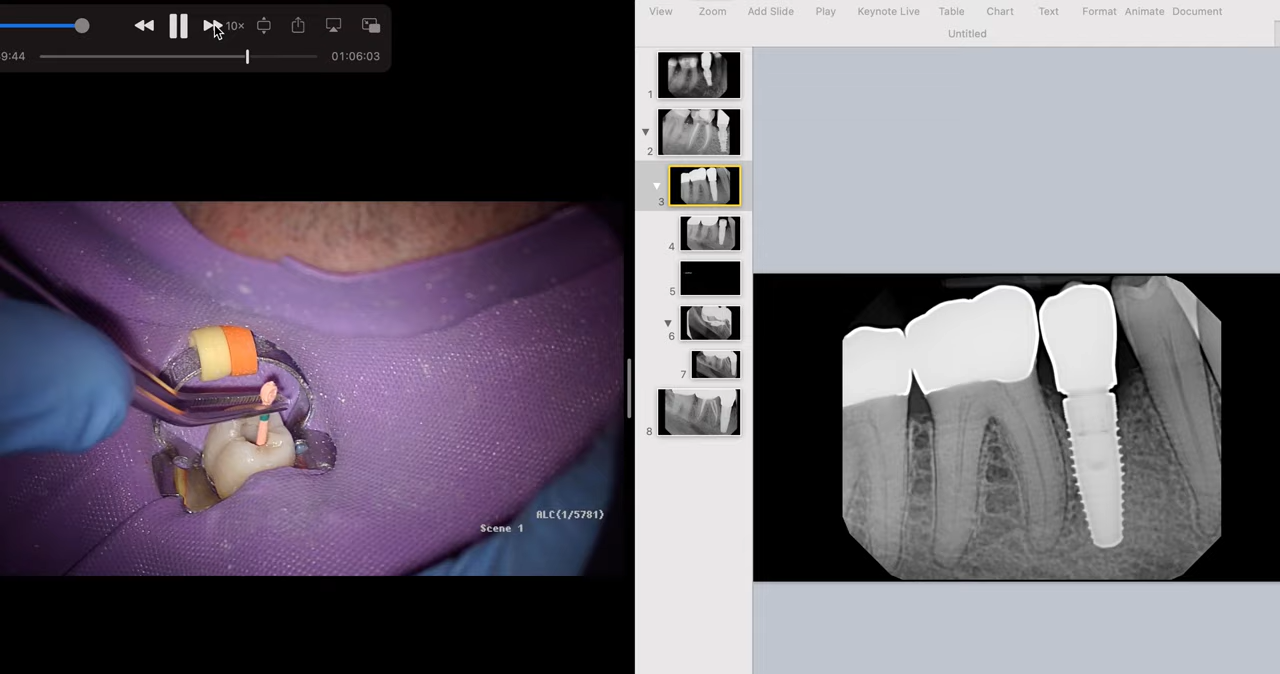 10×
9:44
01:06:03
View Zoom Add Slide Play Keynote Live Table Chart Text Format Animate Document
Untitled
1
2
3
4
5
6
7
8
ALC(1/5781)
Scene 1